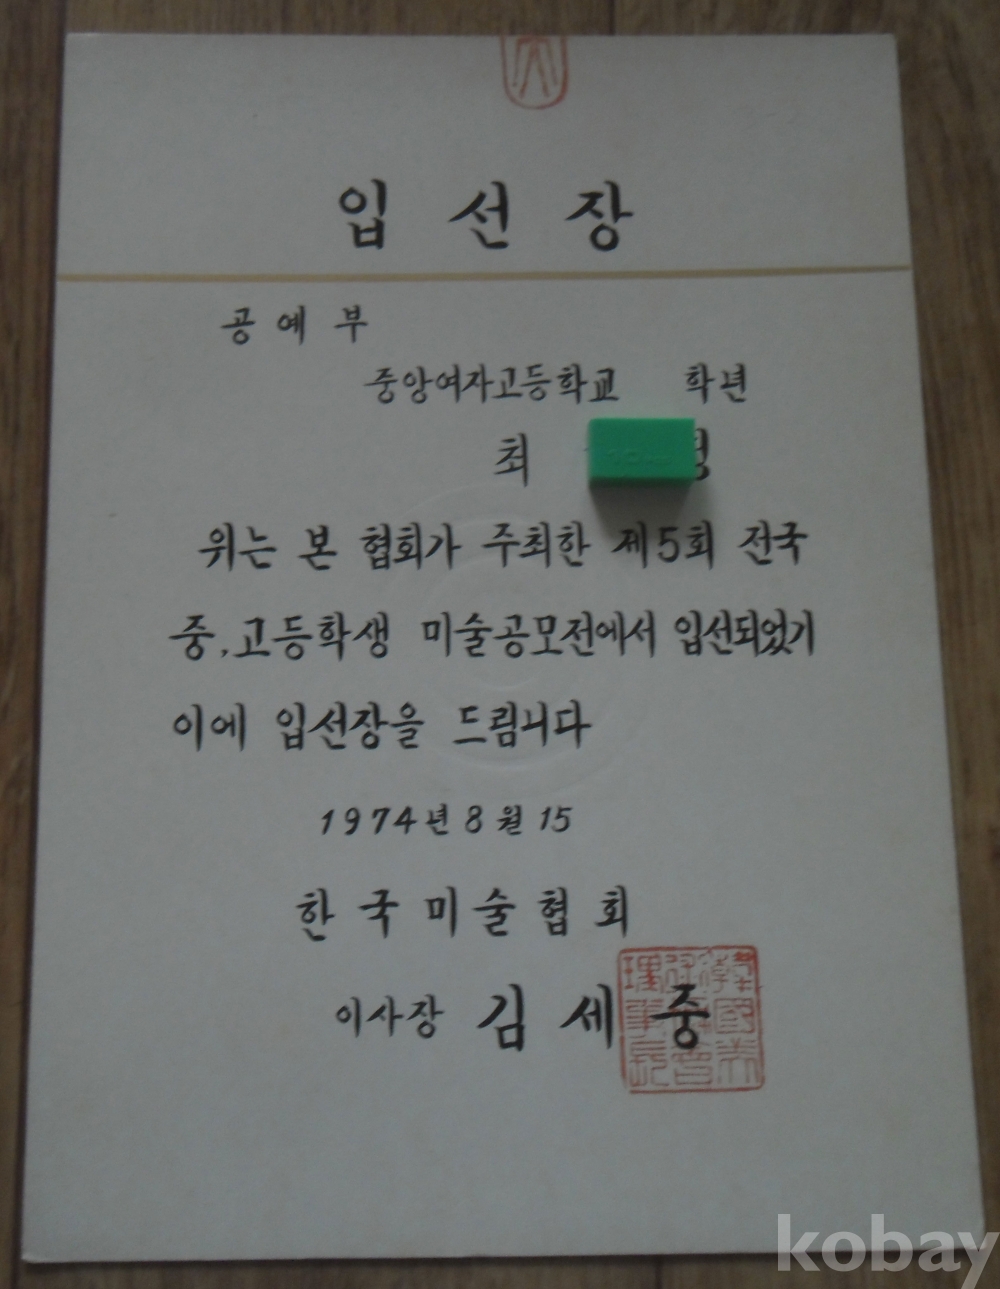 입 선 장
공 예 부
중앙여자고등학교 학년
최
위는 본 협회가 주최한 제5회 전국
중,고등학생 미술공모전에서 입선되었기
이에 입선장을 드립니다
1974년 8월 15
한국미술협회
이사장 김세중
kobay